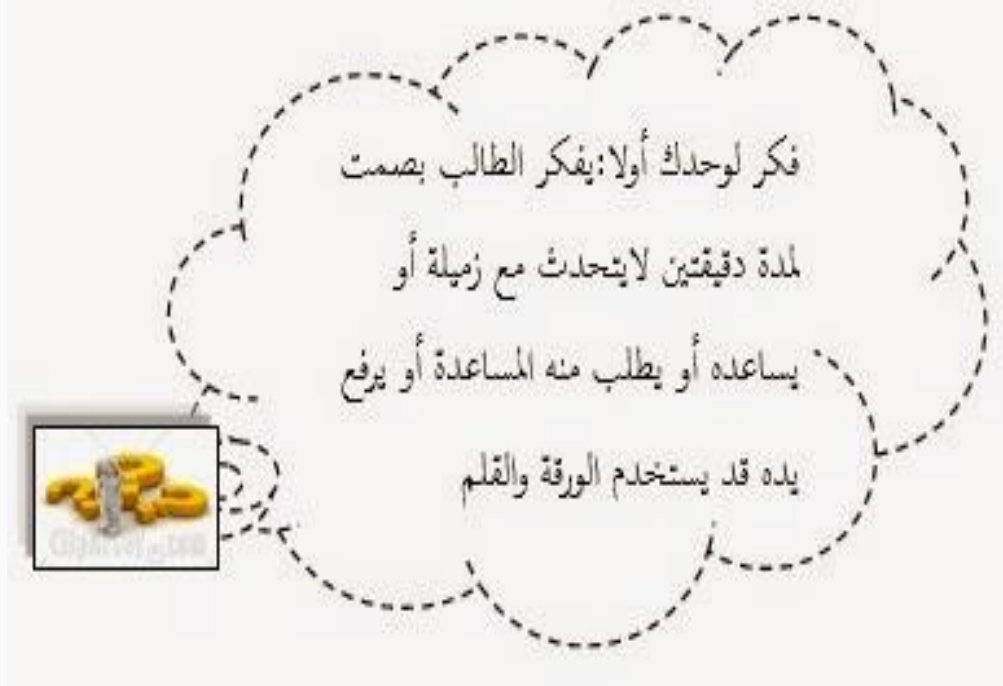 فكر لوحدك أولا:يفكر الطالب بصمت
لمدة دقيقتين لايتحدث مع زميلة أو
يساعده أو يطلب منه المساعدة أو يرفع
يده قد يستخدم الورقة والقلم